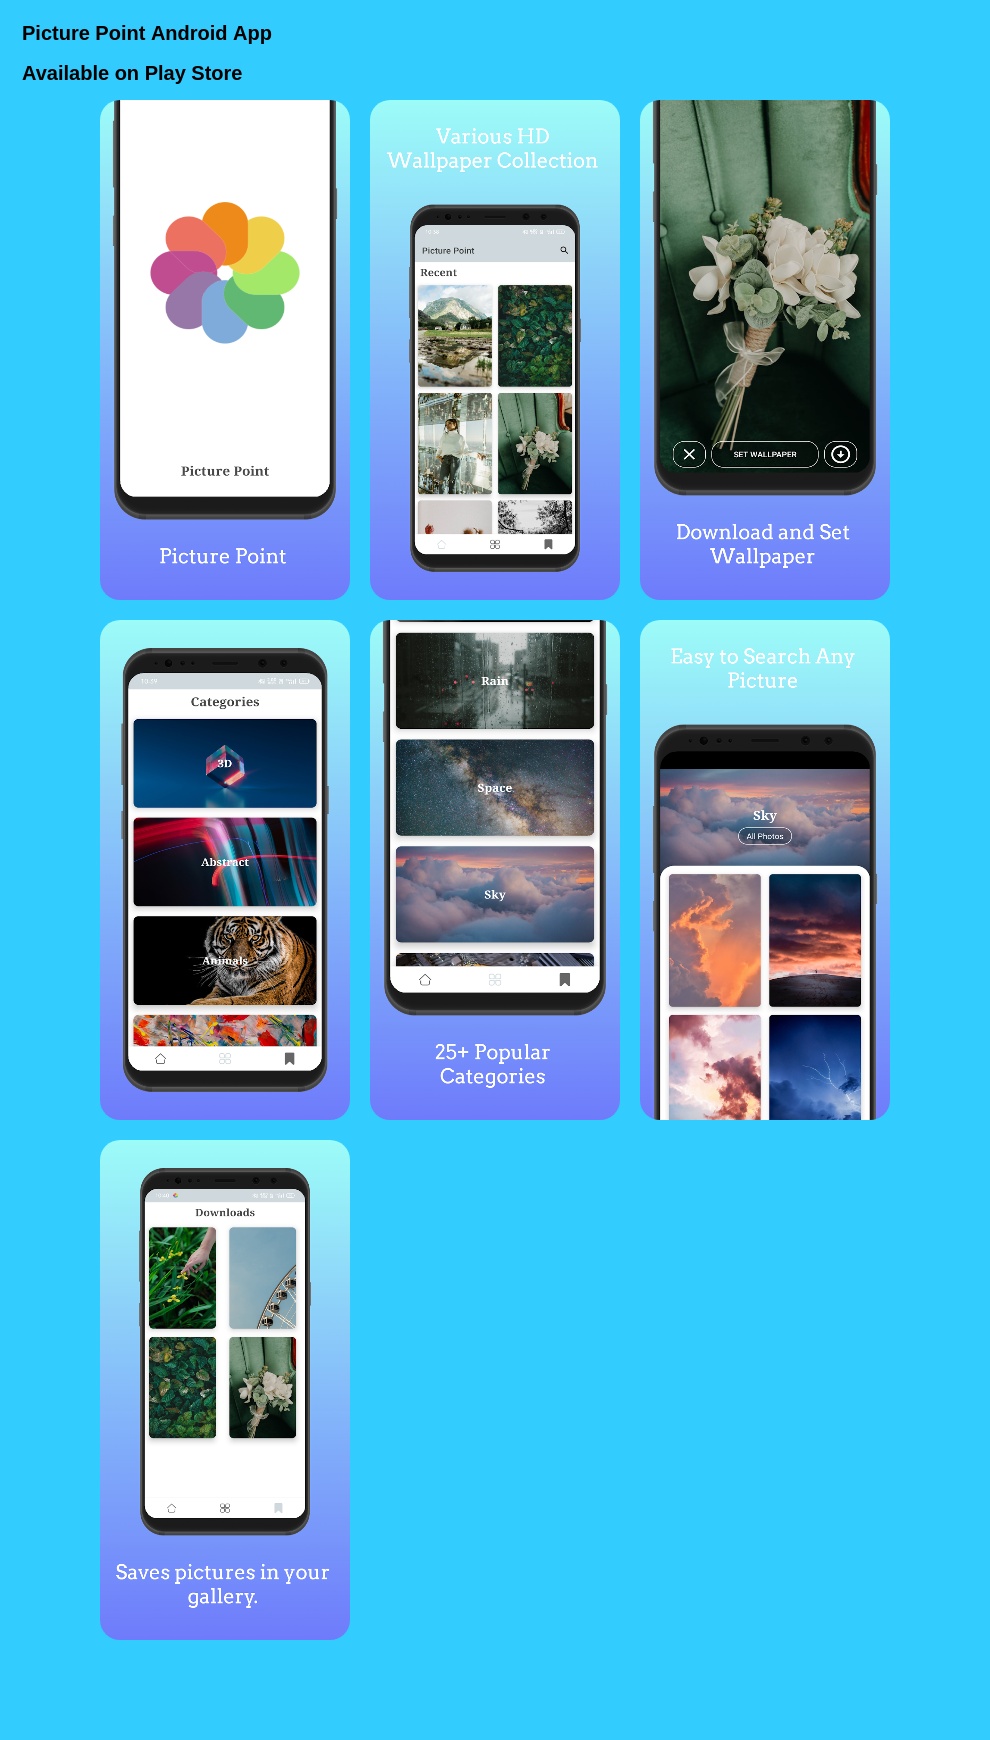 Picture Point Android App
Available on Play Store
Picture Point
Picture Point
Various HD
Wallpaper Collection
Picture Point
Recent
SET WALLPAPER
Download and Set
Wallpaper
10:59
Categories
3D
Abstract
Animals
Rain
Space
Sky
25+ Popular
Categories
Easy to Search Any
Picture
Sky
All Photos
Downloads
Saves pictures in your
gallery.